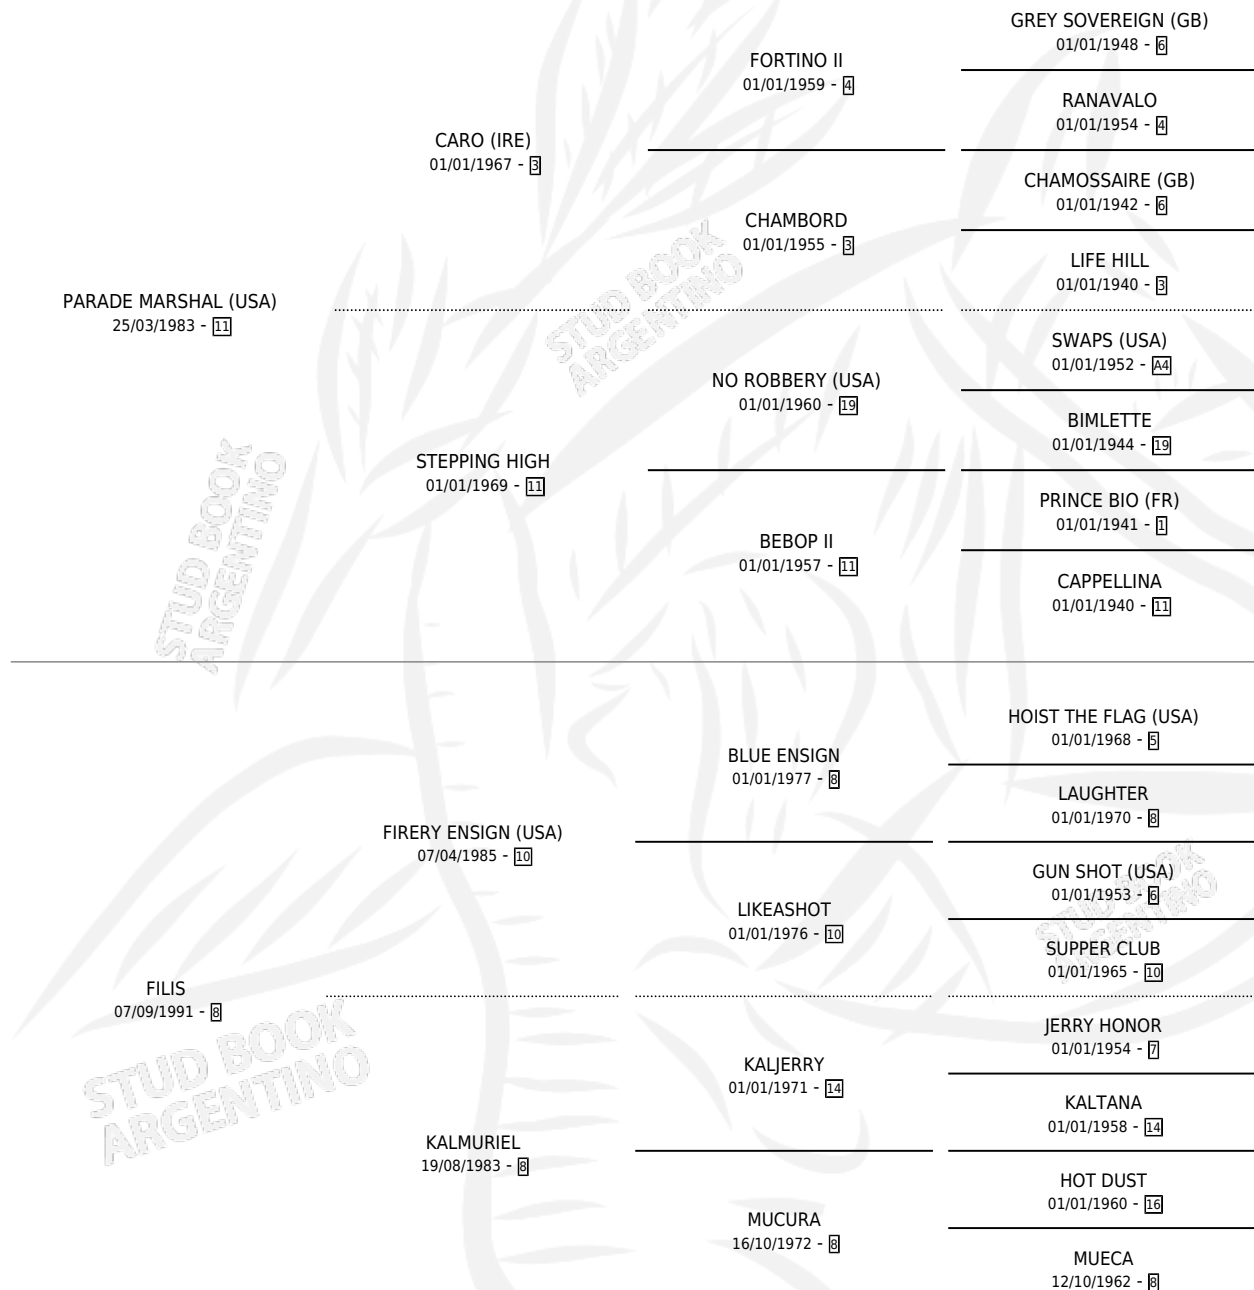 GREY SOVEREIGN (GB)
01/01/1948 - 6
FORTINO II
01/01/1959 - 4
RANAVALO
01/01/1954 - 4
CARO (IRE)
01/01/1967 - 3
CHAMOSSAIRE (GB)
01/01/1942 - 6
CHAMBORD
01/01/1955 - 3
LIFE HILL
01/01/1940 - 3
PARADE MARSHAL (USA)
25/03/1983 - 11
SWAPS (USA)
01/01/1952 - A4
NO ROBBERY (USA)
01/01/1960 - 19
BIMLETTE
01/01/1944 - 19
STEPPING HIGH
01/01/1969 - 11
PRINCE BIO (FR)
01/01/1941 - 1
BEBOP II
01/01/1957 - 11
CAPPELLINA
01/01/1940 - 11
HOIST THE FLAG (USA)
01/01/1968 - 5
BLUE ENSIGN
01/01/1977 - 8
LAUGHTER
01/01/1970 - 8
FIRERY ENSIGN (USA)
07/04/1985 - 10
GUN SHOT (USA)
01/01/1953 - 6
LIKEASHOT
01/01/1976 - 10
SUPPER CLUB
01/01/1965 - 10
FILIS
07/09/1991 - 8
JERRY HONOR
01/01/1954 - 7
KALJERRY
01/01/1971 - 14
KALTANA
01/01/1958 - 14
KALMURIEL
19/08/1983 - 8
HOT DUST
01/01/1960 - 16
MUCURA
16/10/1972 - 8
MUECA
12/10/1962 - 8
STUD BOOK
ARGENTINO
STUD BOOK
ARGENTINO
STUD BOOK
ARGENTINO
STUD BOOK
ARGENTINO